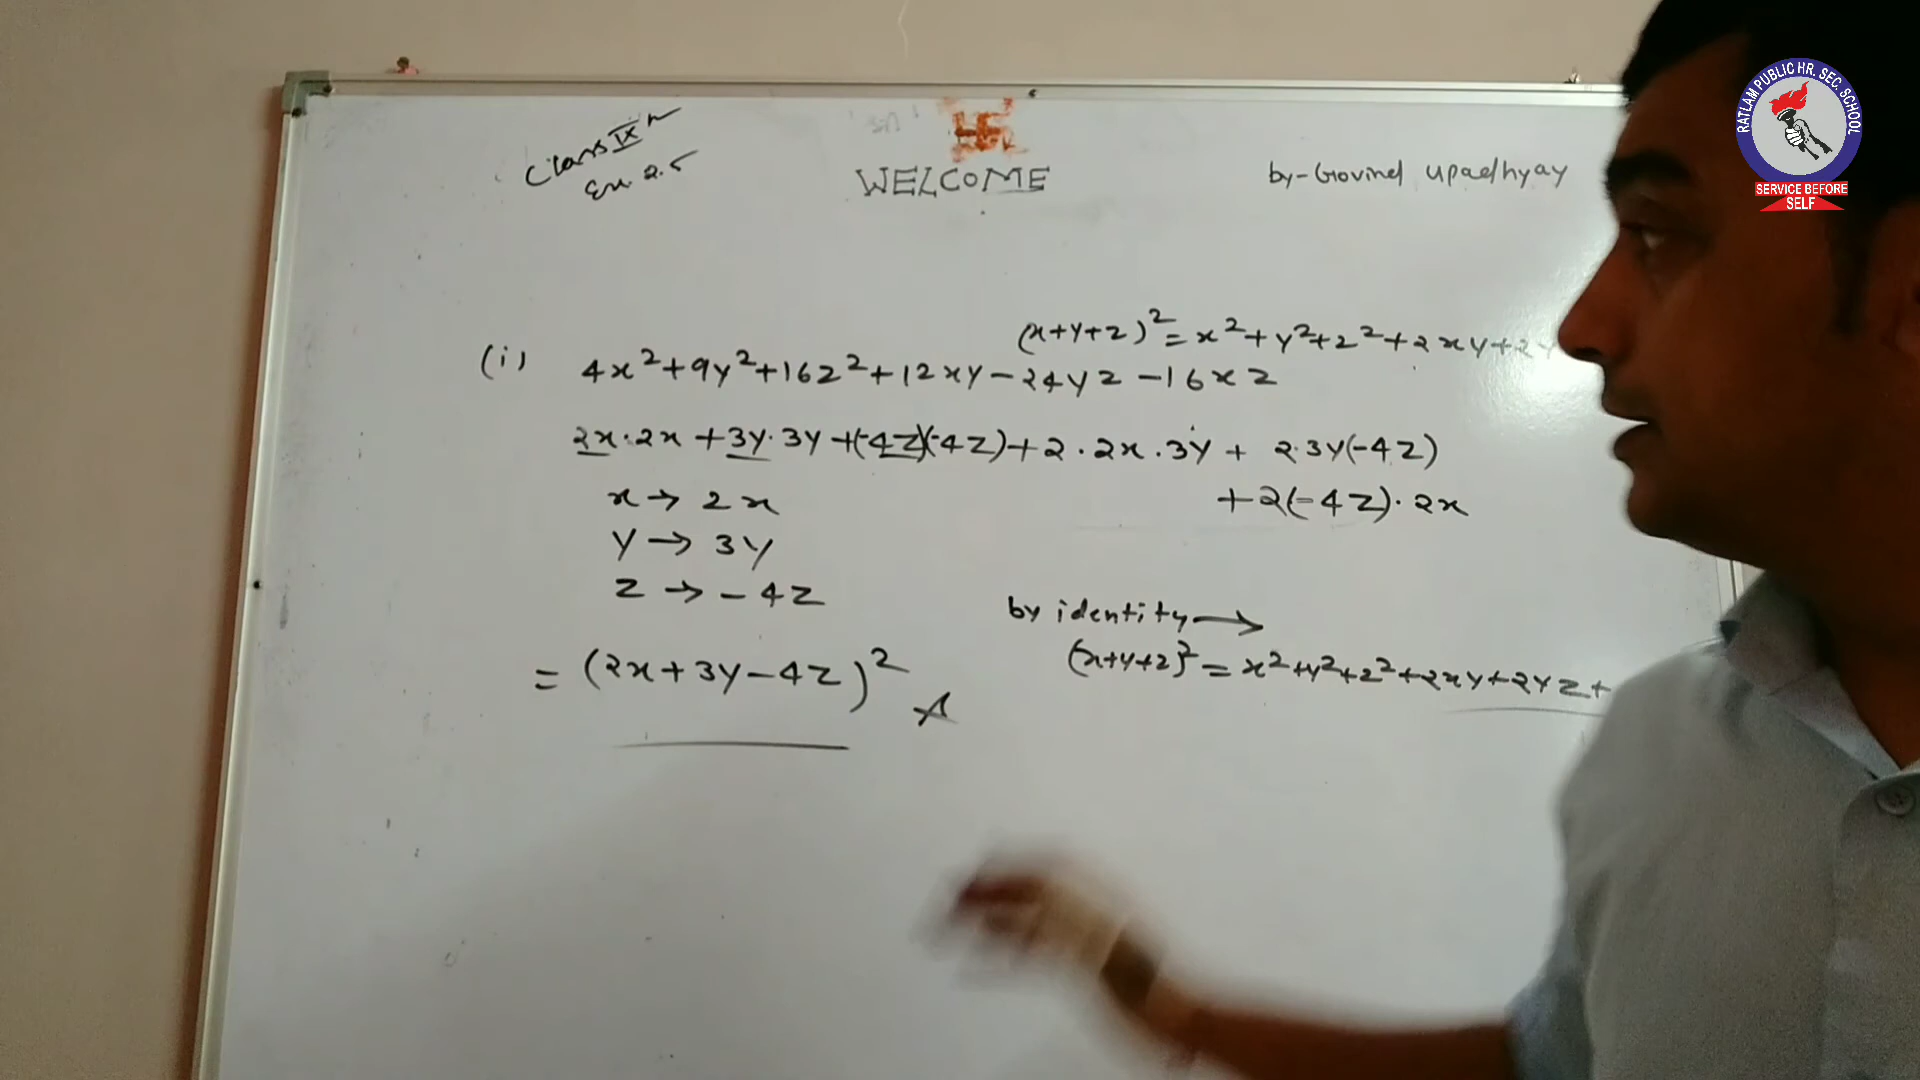 Class IX
Ex. 2.5
WELCOME
by-Govind Upadhyay
RATLAM PUBLIC HR. SEC. SCHOOL
SERVICE BEFORE
SELF
(x+y+z)² = x²+y²+z²+2xy+2y
(i) 4x²+9y²+16z²+12xy-24yz-16xz
2x·2x+3y·3y+(-4z)(-4z)+2·2x·3y+ 2·3y(-4z)
+2(-4z)·2x
x→2x
y→3y
z→-4z
by identity→
(x+y+z)²=x²+y²+z²+2xy+2yz+
=(2x+3y-4z)²